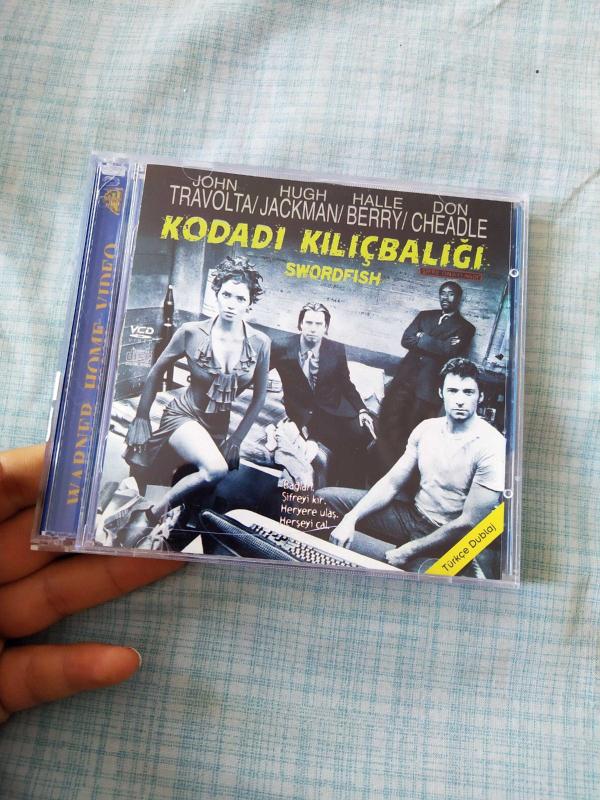 JOHN HUGH HALLE DON
TRAVOLTA/ JACKMAN/ BERRY/ CHEADLE
KODADI KILIÇBALIĞI
SWORDFISH
VCD
Bağlan.
Şifreyi kır.
Heryere ulaş.
Herşeyi çal.
Türkçe Dublaj
WARNER HOME VIDEO